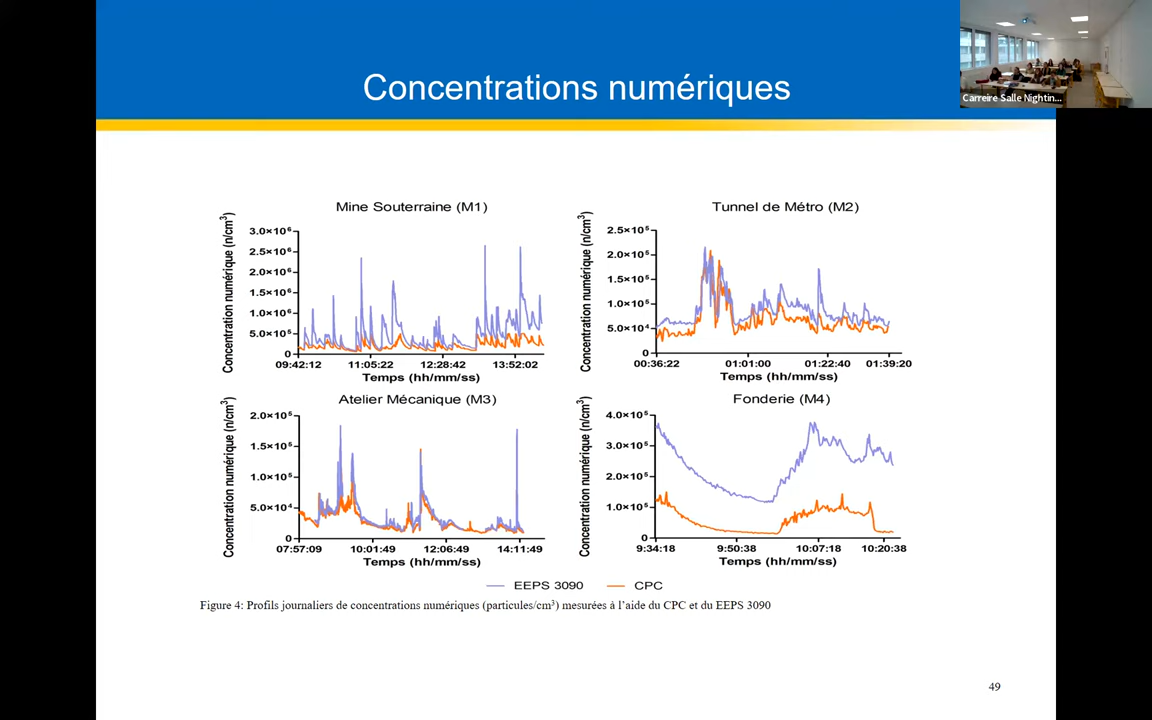 Concentrations numériques
Carreire Salle Nightin...
Mine Souterraine (M1)
Concentration numérique (n/cm³)
3.0×10⁶
2.5×10⁶
2.0×10⁶
1.5×10⁶
1.0×10⁶
5.0×10⁵
0
09:42:12 11:05:22 12:28:42 13:52:02
Temps (hh/mm/ss)
Tunnel de Métro (M2)
Concentration numérique (n/cm³)
2.5×10⁵
2.0×10⁵
1.5×10⁵
1.0×10⁵
5.0×10⁴
0
00:36:22 01:01:00 01:22:40 01:39:20
Temps (hh/mm/ss)
Atelier Mécanique (M3)
Concentration numérique (n/cm³)
2.0×10⁵
1.5×10⁵
1.0×10⁵
5.0×10⁴
0
07:57:09 10:01:49 12:06:49 14:11:49
Temps (hh/mm/ss)
Fonderie (M4)
Concentration numérique (n/cm³)
4.0×10⁵
3.0×10⁵
2.0×10⁵
1.0×10⁵
0
9:34:18 9:50:38 10:07:18 10:20:38
Temps (hh/mm/ss)
EEPS 3090 CPC
Figure 4: Profils journaliers de concentrations numériques (particules/cm³) mesurées à l’aide du CPC et du EEPS 3090
49